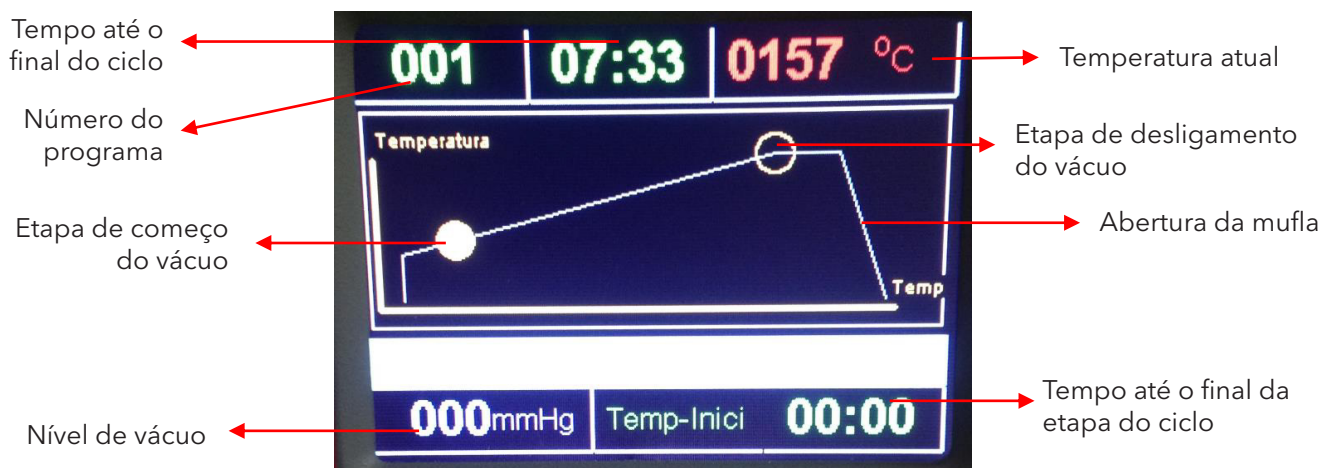 Tempo até o
final do ciclo
001
07:33
0157 ºC
Temperatura atual
Número do
programa
Temperatura
Etapa de desligamento
do vácuo
Etapa de começo
do vácuo
Abertura da mufla
Temp
Nível de vácuo
000mmHg
Temp-Inici
00:00
Tempo até o final da
etapa do ciclo